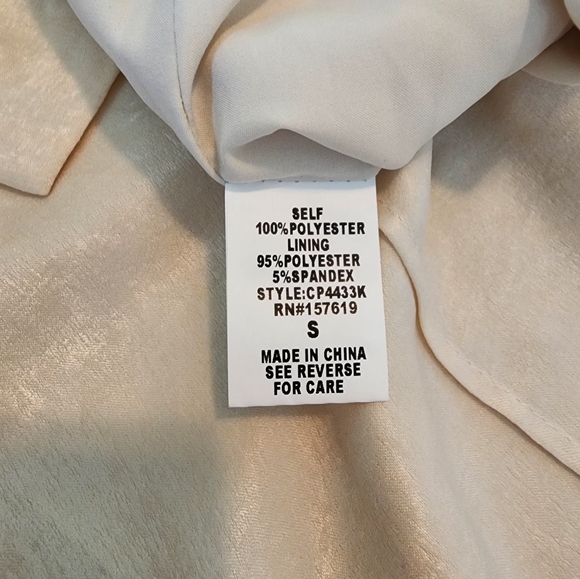 SELF
100%POLYESTER
LINING
95%POLYESTER
5%SPANDEX
STYLE:CP4433K
RN#157619
S
MADE IN CHINA
SEE REVERSE
FOR CARE